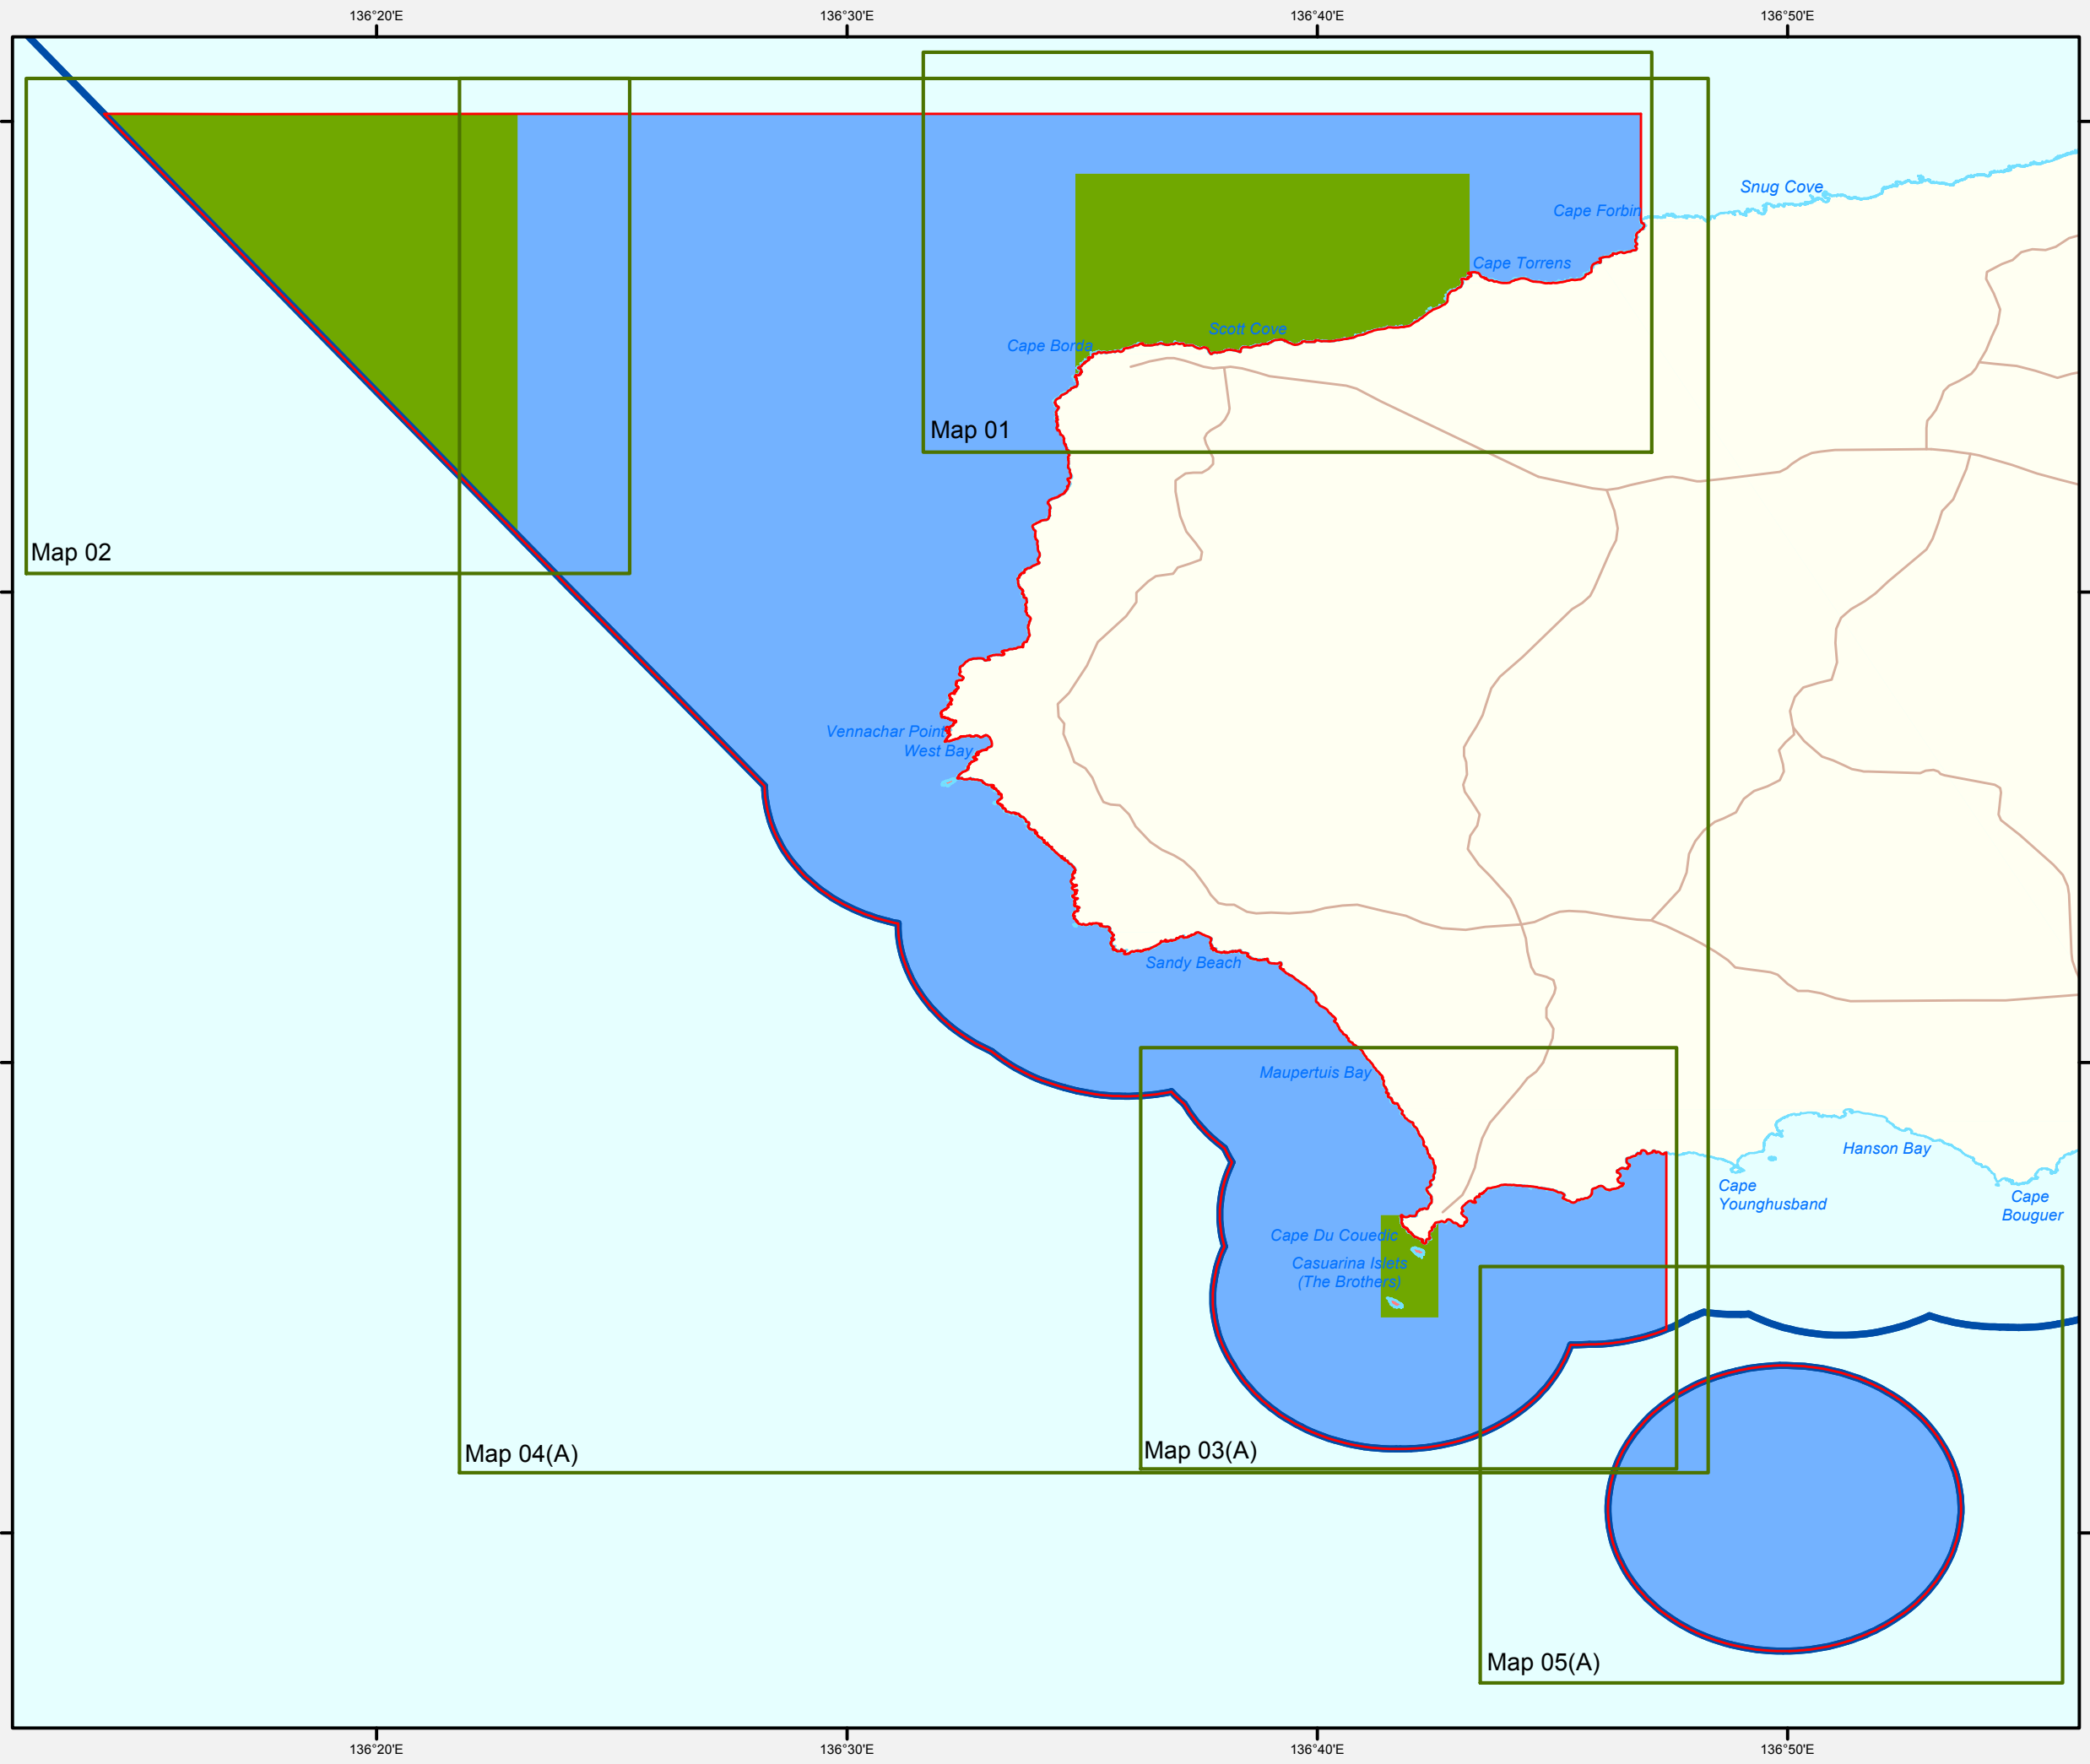 136°20'E
136°30'E
136°40'E
136°50'E
Snug Cove
Cape Forbin
Cape Torrens
Scott Cove
Cape Borda
Map 01
Map 02
Vennachar Point
West Bay
Sandy Beach
Maupertuis Bay
Hanson Bay
Cape
Younghusband
Cape
Bouguer
Cape Du Couedic
Casuarina Islets
(The Brothers)
Map 04(A)
Map 03(A)
Map 05(A)
136°20'E
136°30'E
136°40'E
136°50'E